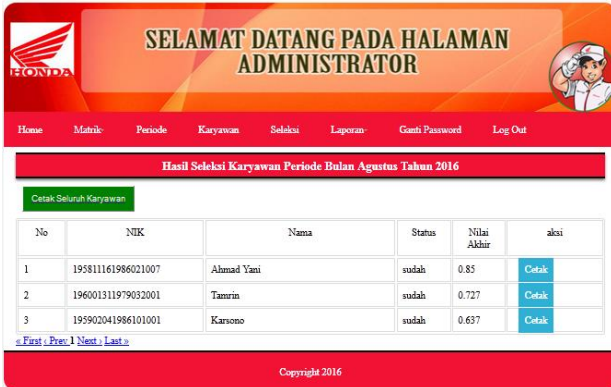 SELAMAT DATANG PADA HALAMAN
ADMINISTRATOR
HONDA
Home Matrik- Periode Karyawan Seleksi Laporan- Ganti Password Log Out
Hasil Seleksi Karyawan Periode Bulan Agustus Tahun 2016
Cetak Seluruh Karyawan
No NIK Nama Status Nilai Akhir aksi
1 195811161986021007 Ahmad Yani sudah 0.85 Cetak
2 196001311979032001 Tamrin sudah 0.727 Cetak
3 195902041986101001 Karsono sudah 0.637 Cetak
« First ‹ Prev 1 Next › Last »
Copyright 2016